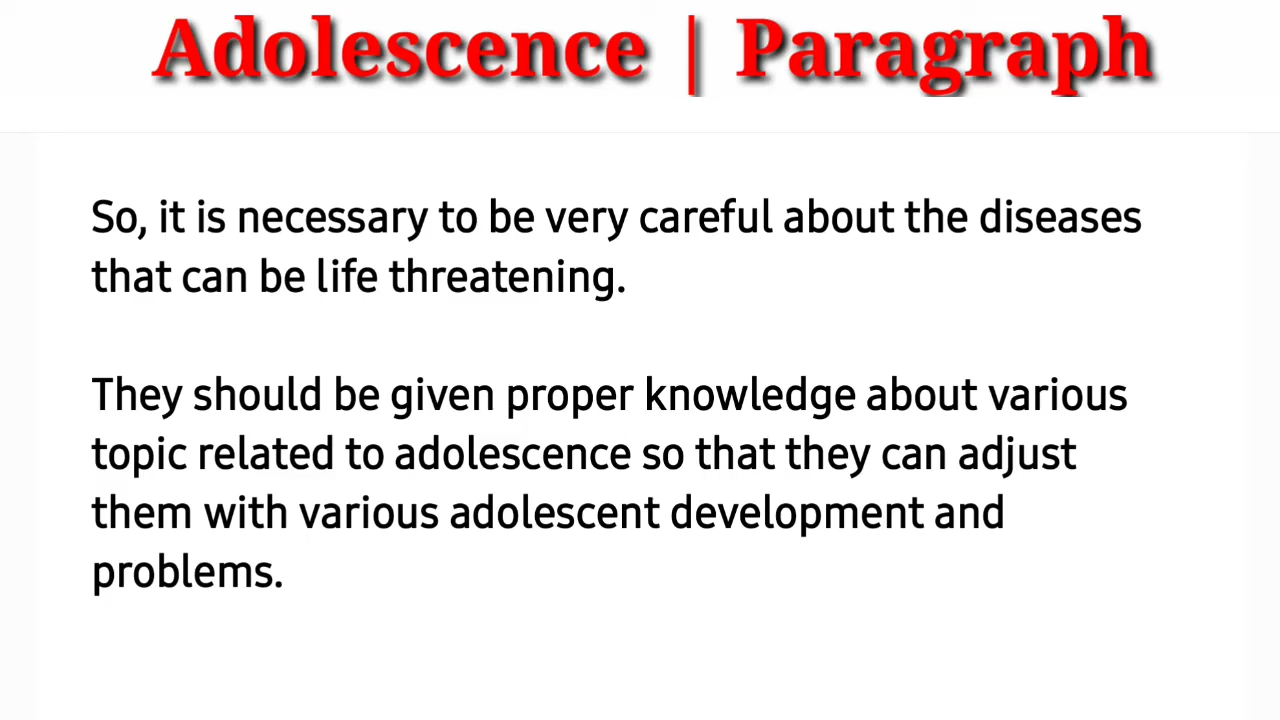 Adolescence | Paragraph
So, it is necessary to be very careful about the diseases
that can be life threatening.
They should be given proper knowledge about various
topic related to adolescence so that they can adjust
them with various adolescent development and
problems.